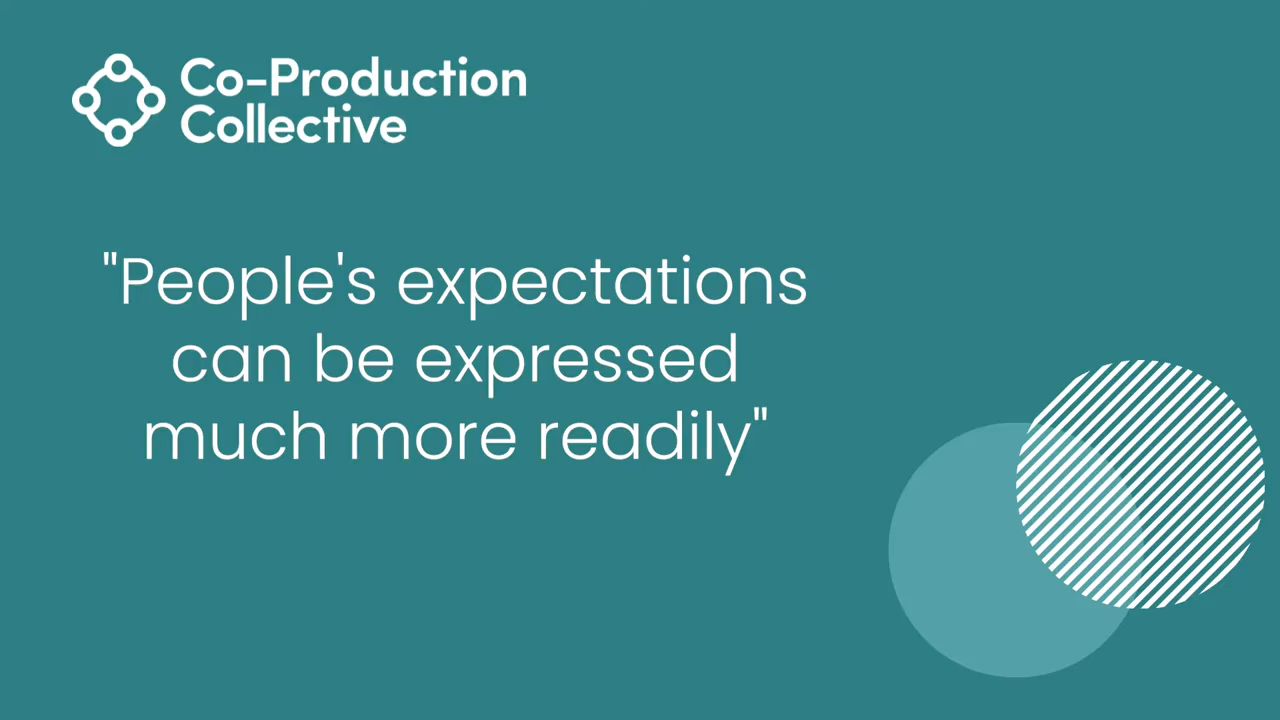 Co-Production
Collective
"People's expectations
can be expressed
much more readily"